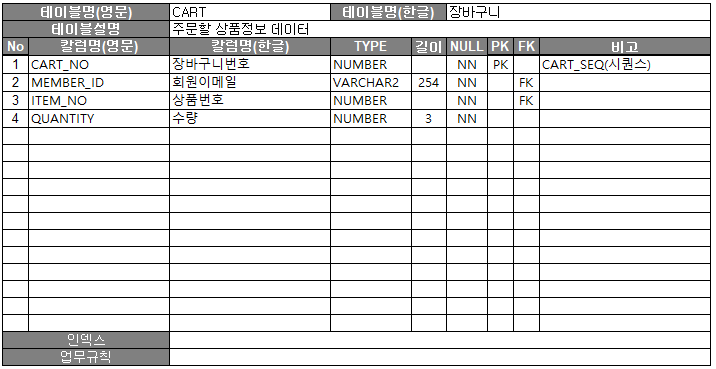 테이블명(영문) CART 테이블명(한글) 장바구니
테이블설명 주문할 상품정보 데이터
No 칼럼명(영문) 칼럼명(한글) TYPE 길이 NULL PK FK 비고
1 CART_NO 장바구니번호 NUMBER NN PK CART_SEQ(시퀀스)
2 MEMBER_ID 회원이메일 VARCHAR2 254 NN FK
3 ITEM_NO 상품번호 NUMBER NN FK
4 QUANTITY 수량 NUMBER 3 NN
인덱스
업무규칙